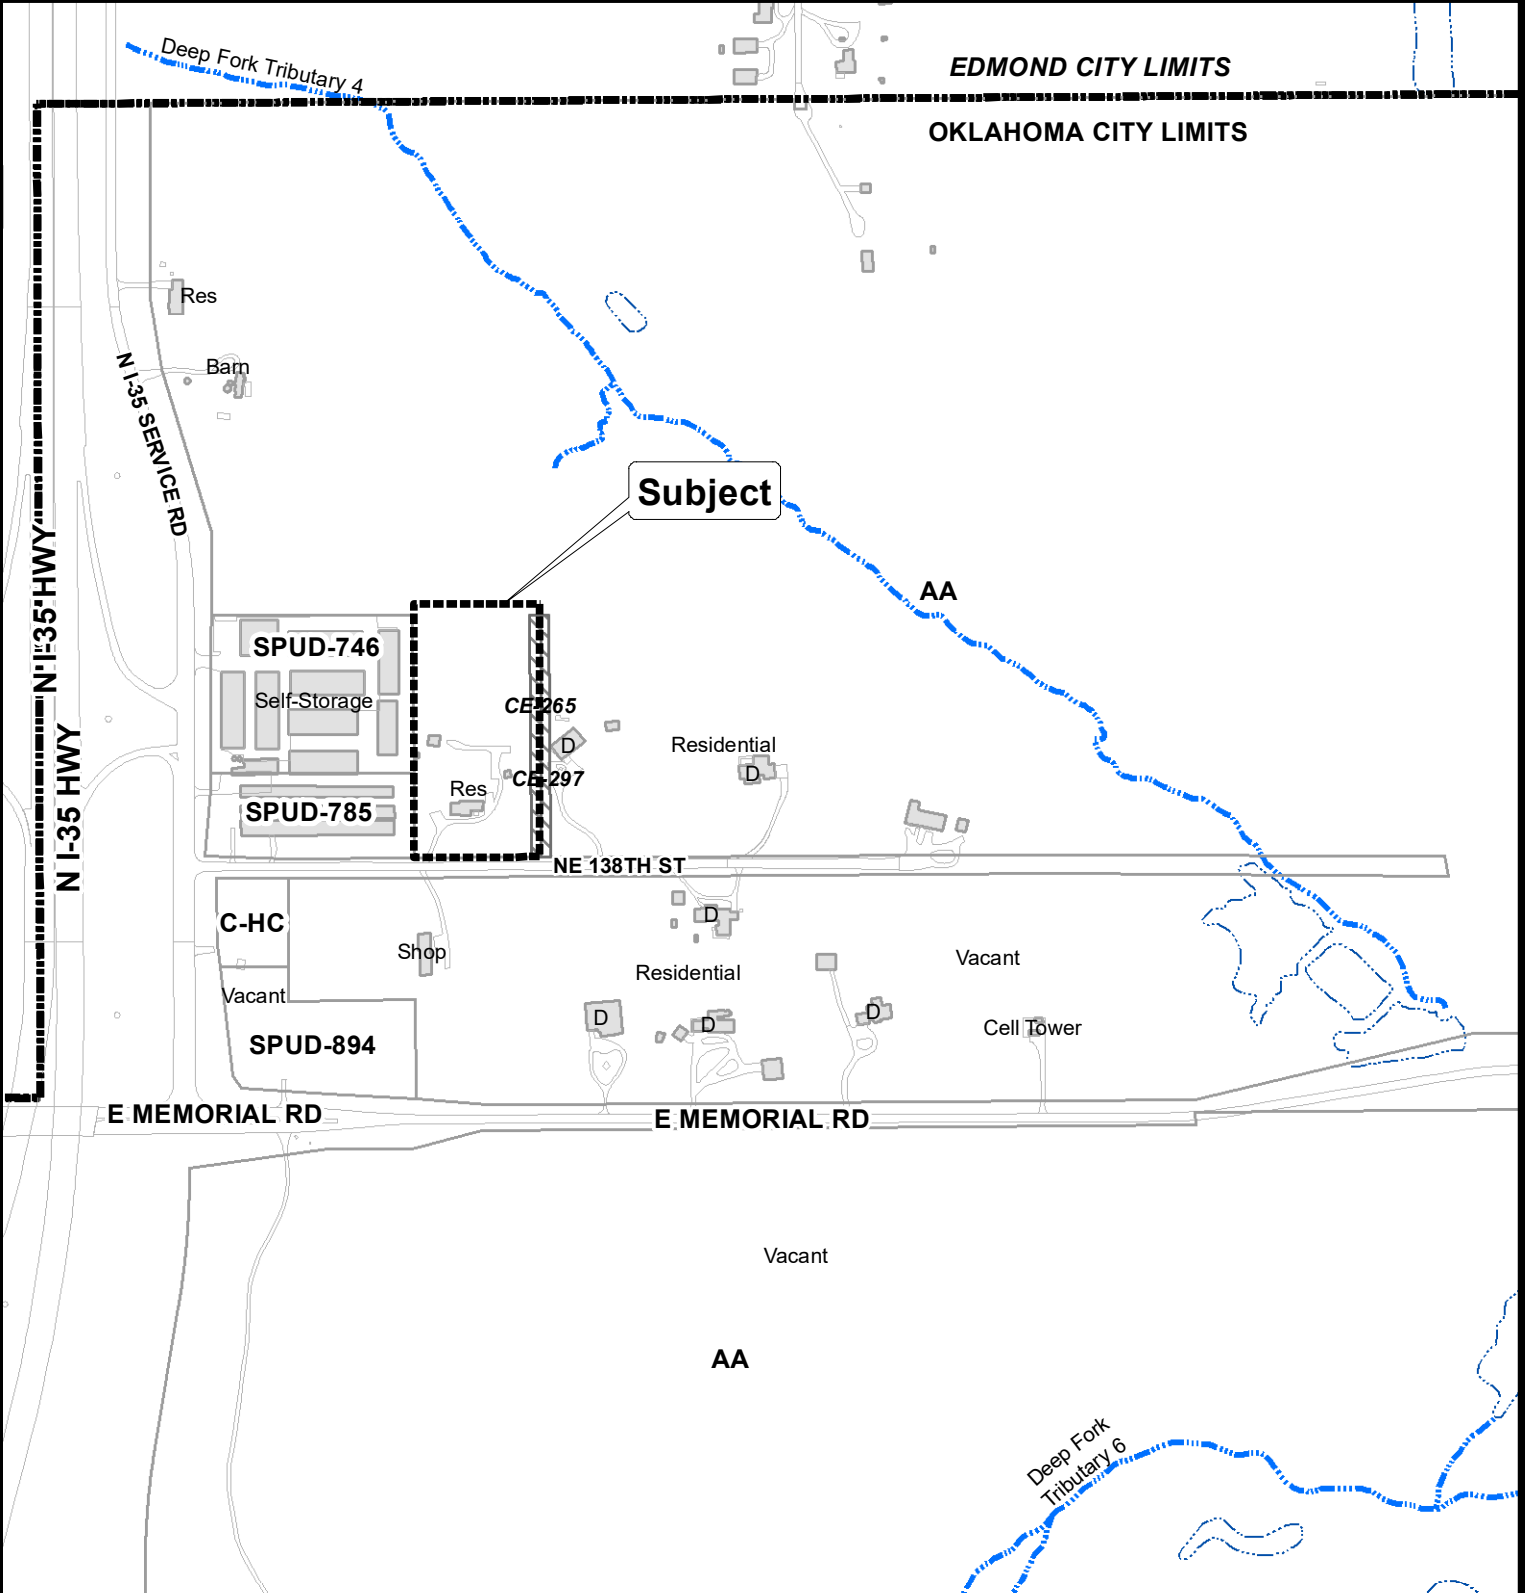 Deep Fork Tributary 4
EDMOND CITY LIMITS
OKLAHOMA CITY LIMITS
Res
Barn
N I-35 SERVICE RD
Subject
N I-35 HWY
AA
SPUD-746
Self-Storage
CE-265
D
Residential
D
CE-297
Res
SPUD-785
N I-35 HWY
NE 138TH ST
C-HC
D
Shop
Residential
Vacant
Vacant
D
D
D
Cell Tower
SPUD-894
E MEMORIAL RD
E MEMORIAL RD
Vacant
AA
Deep Fork
Tributary 6